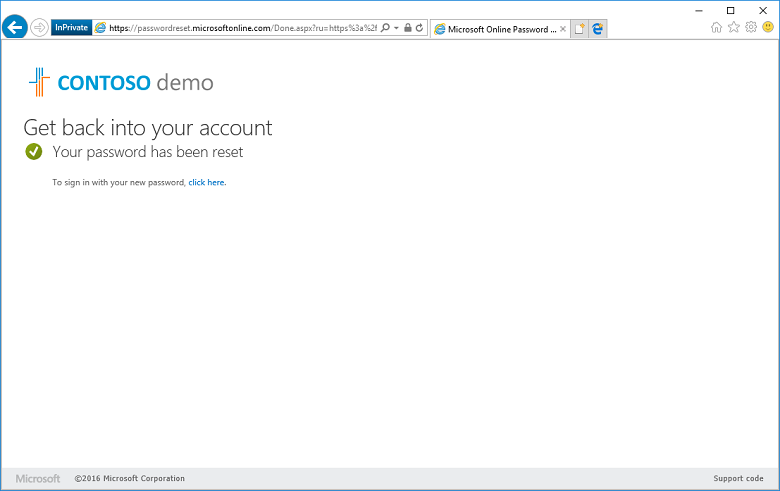 InPrivate
https://passwordreset.microsoftonline.com/Done.aspx?ru=https%3a%2f
Microsoft Online Password ...
CONTOSO demo
Get back into your account
Your password has been reset
To sign in with your new password, click here.
Microsoft ©2016 Microsoft Corporation Support code